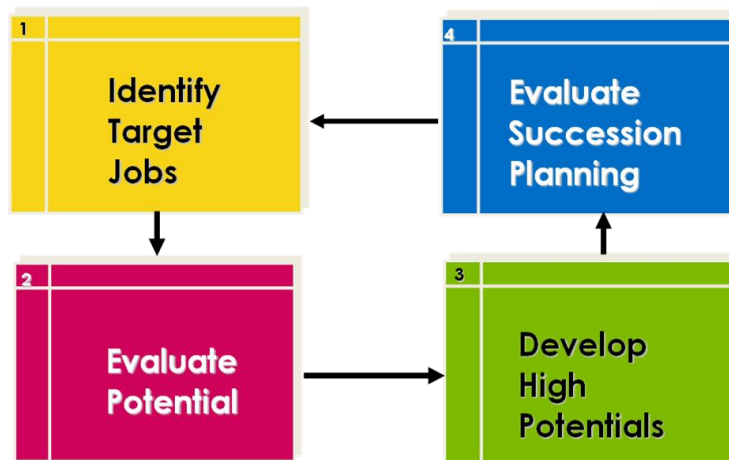 1
Identify
Target
Jobs
2
Evaluate
Potential
3
Develop
High
Potentials
4
Evaluate
Succession
Planning